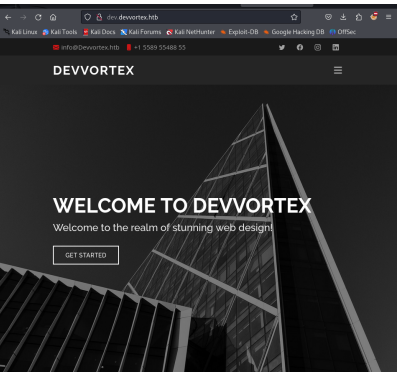 dev.devvortex.htb
Kali Linux Kali Tools Kali Docs Kali Forums Kali NetHunter Exploit-DB Google Hacking DB OffSec
info@Devvortex.htb +1 5589 55488 55
DEVVORTEX
WELCOME TO DEVVORTEX
Welcome to the realm of stunning web design!
GET STARTED